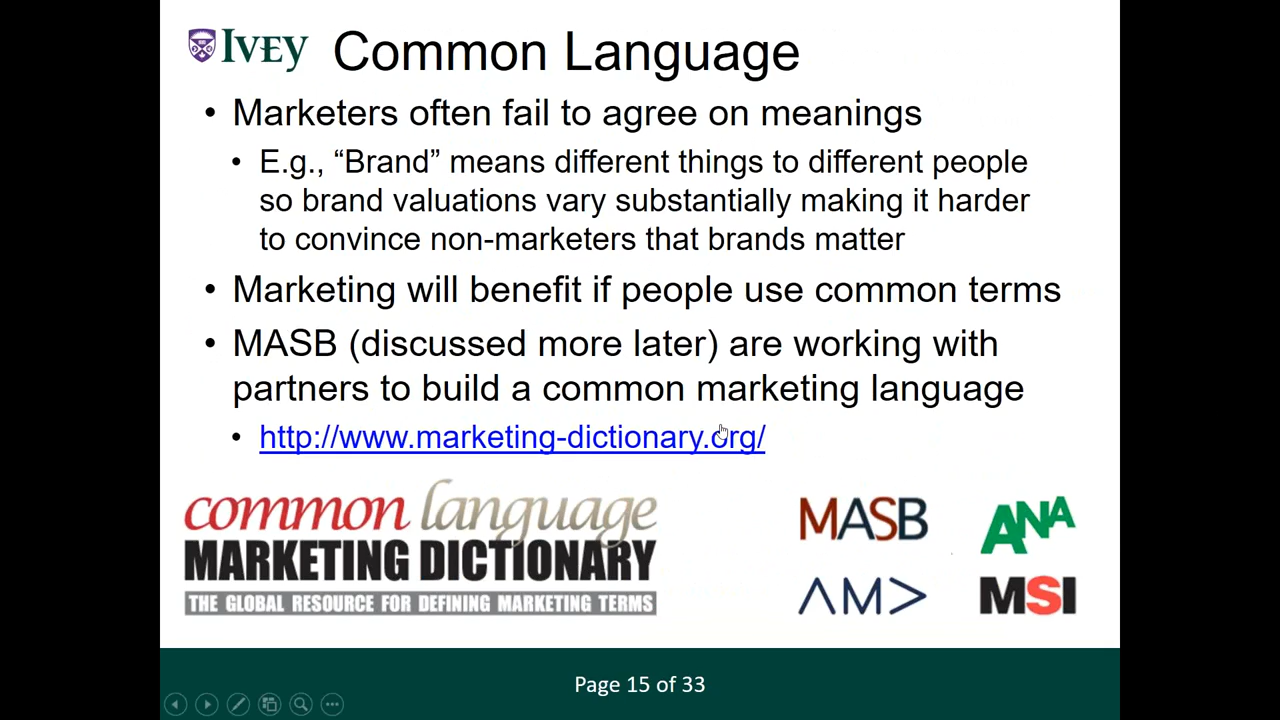 IVEY Common Language
• Marketers often fail to agree on meanings
• E.g., “Brand” means different things to different people
so brand valuations vary substantially making it harder
to convince non-marketers that brands matter
• Marketing will benefit if people use common terms
• MASB (discussed more later) are working with
partners to build a common marketing language
• http://www.marketing-dictionary.org/
common language
MARKETING DICTIONARY
THE GLOBAL RESOURCE FOR DEFINING MARKETING TERMS
MASB ANA
AMA MSI
Page 15 of 33